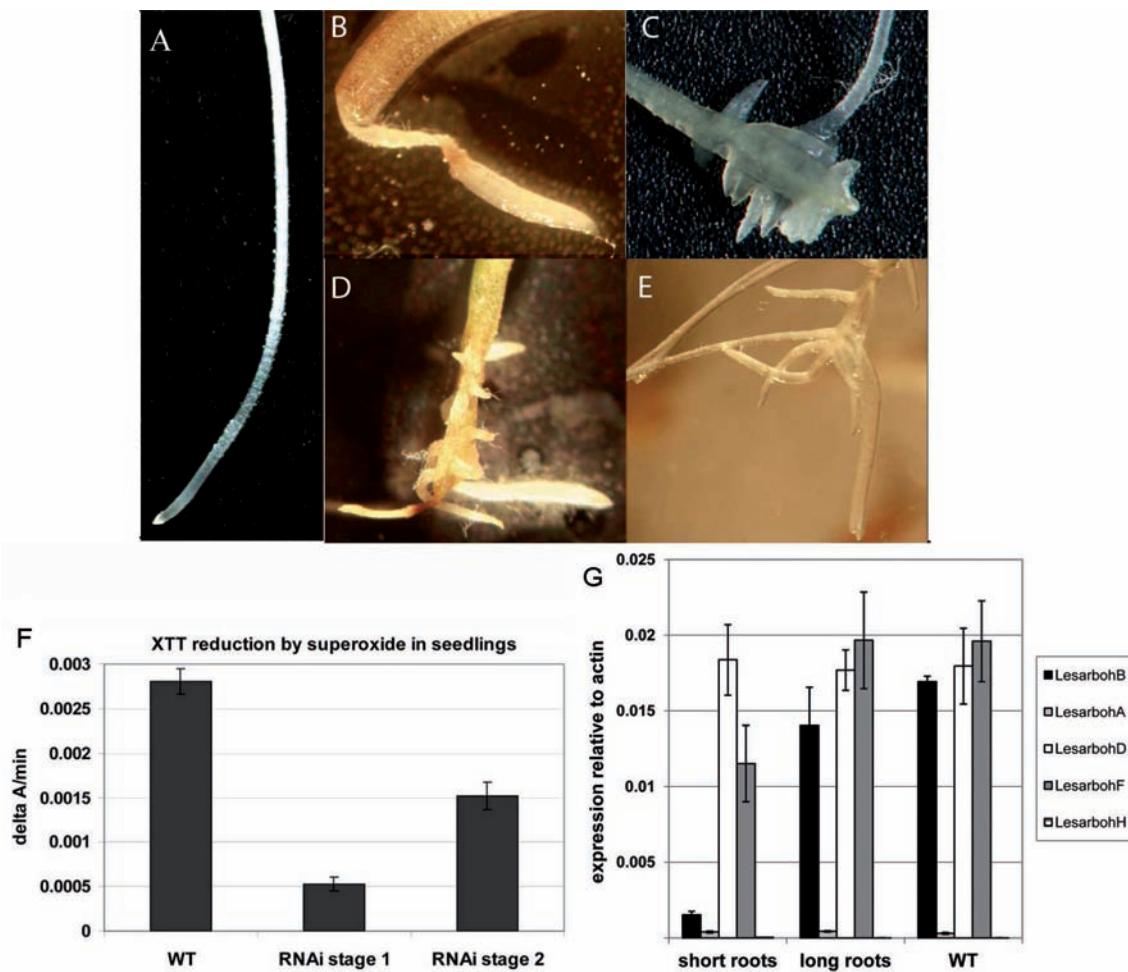 A
B
C
D
E
F
XTT reduction by superoxide in seedlings
delta A/min
0.003
0.0025
0.002
0.0015
0.001
0.0005
0
WT
RNAi stage 1
RNAi stage 2
G
expression relative to actin
0.025
0.02
0.015
0.01
0.005
short roots
long roots
WT
LesarbohB
LesarbohA
LesarbohD
LesarbohF
LesarbohH